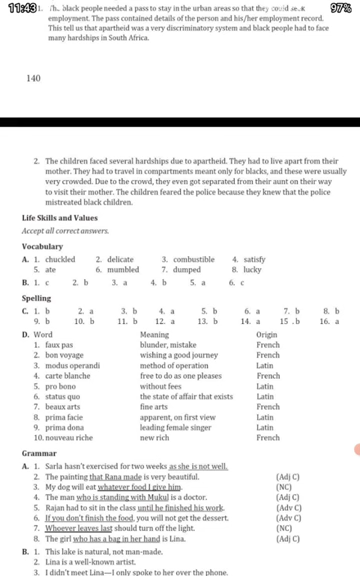 11:43
97%
1. The black people needed a pass to stay in the urban areas so that they could seek
employment. The pass contained details of the person and his/her employment record.
This tell us that apartheid was a very discriminatory system and black people had to face
many hardships in South Africa.
140
2. The children faced several hardships due to apartheid. They had to live apart from their
mother. They had to travel in compartments meant only for blacks, and these were usually
very crowded. Due to the crowd, they even got separated from their aunt on their way
to visit their mother. The children feared the police because they knew that the police
mistreated black children.
Life Skills and Values
Accept all correct answers.
Vocabulary
A. 1. chuckled 2. delicate 3. combustible 4. satisfy
5. ate 6. mumbled 7. dumped 8. lucky
B. 1. c 2. b 3. a 4. b 5. a 6. c
Spelling
C. 1. b 2. a 3. b 4. a 5. b 6. a 7. b 8. b
9. b 10. b 11. b 12. a 13. b 14. a 15 .b 16. a
D. Word Meaning Origin
1. faux pas blunder, mistake French
2. bon voyage wishing a good journey French
3. modus operandi method of operation Latin
4. carte blanche free to do as one pleases French
5. pro bono without fees Latin
6. status quo the state of affair that exists Latin
7. beaux arts fine arts French
8. prima facie apparent, on first view Latin
9. prima dona leading female singer Latin
10. nouveau riche new rich French
Grammar
A. 1. Sarla hasn't exercised for two weeks as she is not well.
2. The painting that Rana made is very beautiful. (Adj C)
3. My dog will eat whatever food I give him. (NC)
4. The man who is standing with Mukul is a doctor. (Adj C)
5. Rajan had to sit in the class until he finished his work. (Adv C)
6. If you don't finish the food, you will not get the dessert. (Adv C)
7. Whoever leaves last should turn off the light. (NC)
8. The girl who has a bag in her hand is Lina. (Adj C)
B. 1. This lake is natural, not man-made.
2. Lina is a well-known artist.
3. I didn't meet Lina—I only spoke to her over the phone.